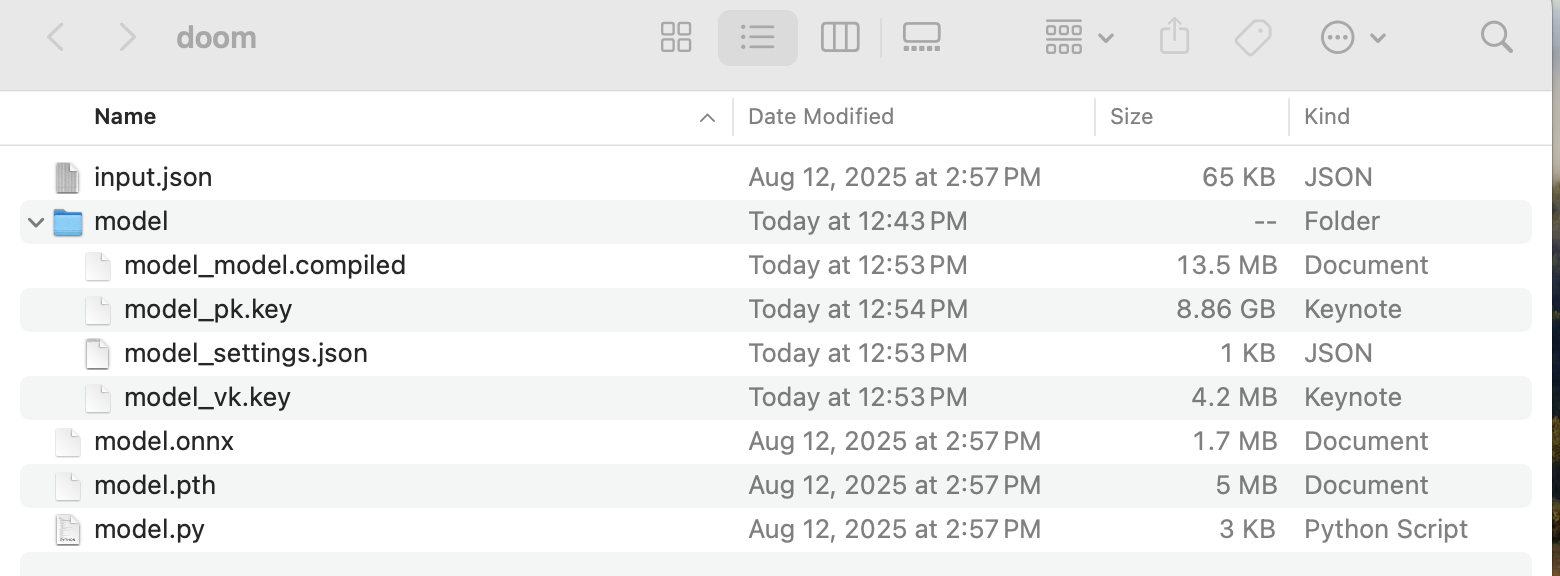 doom
Name Date Modified Size Kind
input.json Aug 12, 2025 at 2:57 PM 65 KB JSON
model Today at 12:43 PM -- Folder
model_model.compiled Today at 12:53 PM 13.5 MB Document
model_pk.key Today at 12:54 PM 8.86 GB Keynote
model_settings.json Today at 12:53 PM 1 KB JSON
model_vk.key Today at 12:53 PM 4.2 MB Keynote
model.onnx Aug 12, 2025 at 2:57 PM 1.7 MB Document
model.pth Aug 12, 2025 at 2:57 PM 5 MB Document
model.py Aug 12, 2025 at 2:57 PM 3 KB Python Script